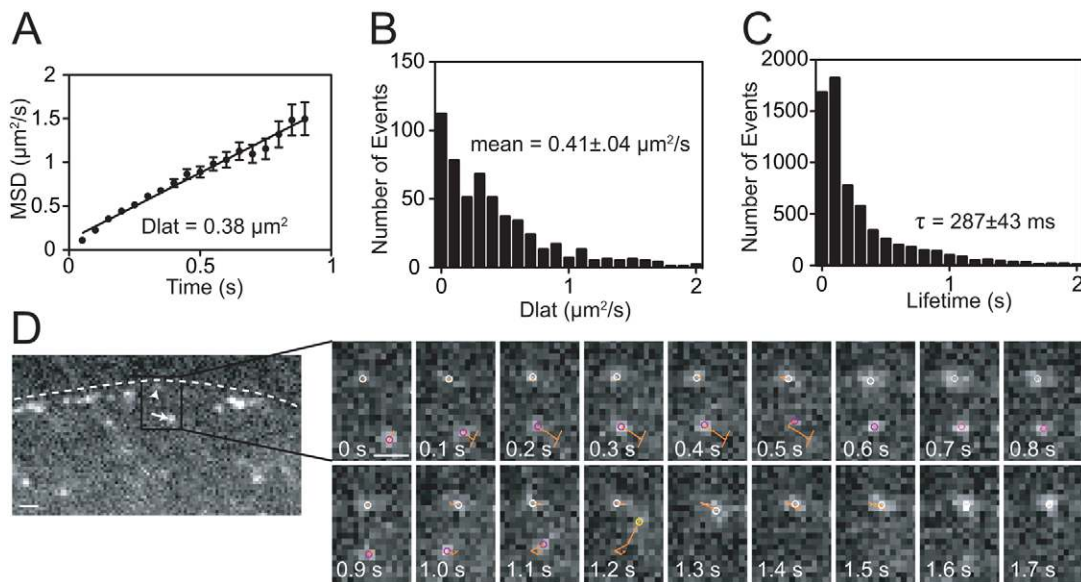 A
MSD (µm²/s)
2
1.5
1
0.5
0
Dlat = 0.38 µm²
0
0.5
1
Time (s)
B
Number of Events
150
100
50
0
mean = 0.41±.04 µm²/s
0
1
2
Dlat (µm²/s)
C
Number of Events
2000
1500
1000
500
0
τ = 287±43 ms
0
1
2
Lifetime (s)
D
0 s
0.1 s
0.2 s
0.3 s
0.4 s
0.5 s
0.6 s
0.7 s
0.8 s
0.9 s
1.0 s
1.1 s
1.2 s
1.3 s
1.4 s
1.5 s
1.6 s
1.7 s